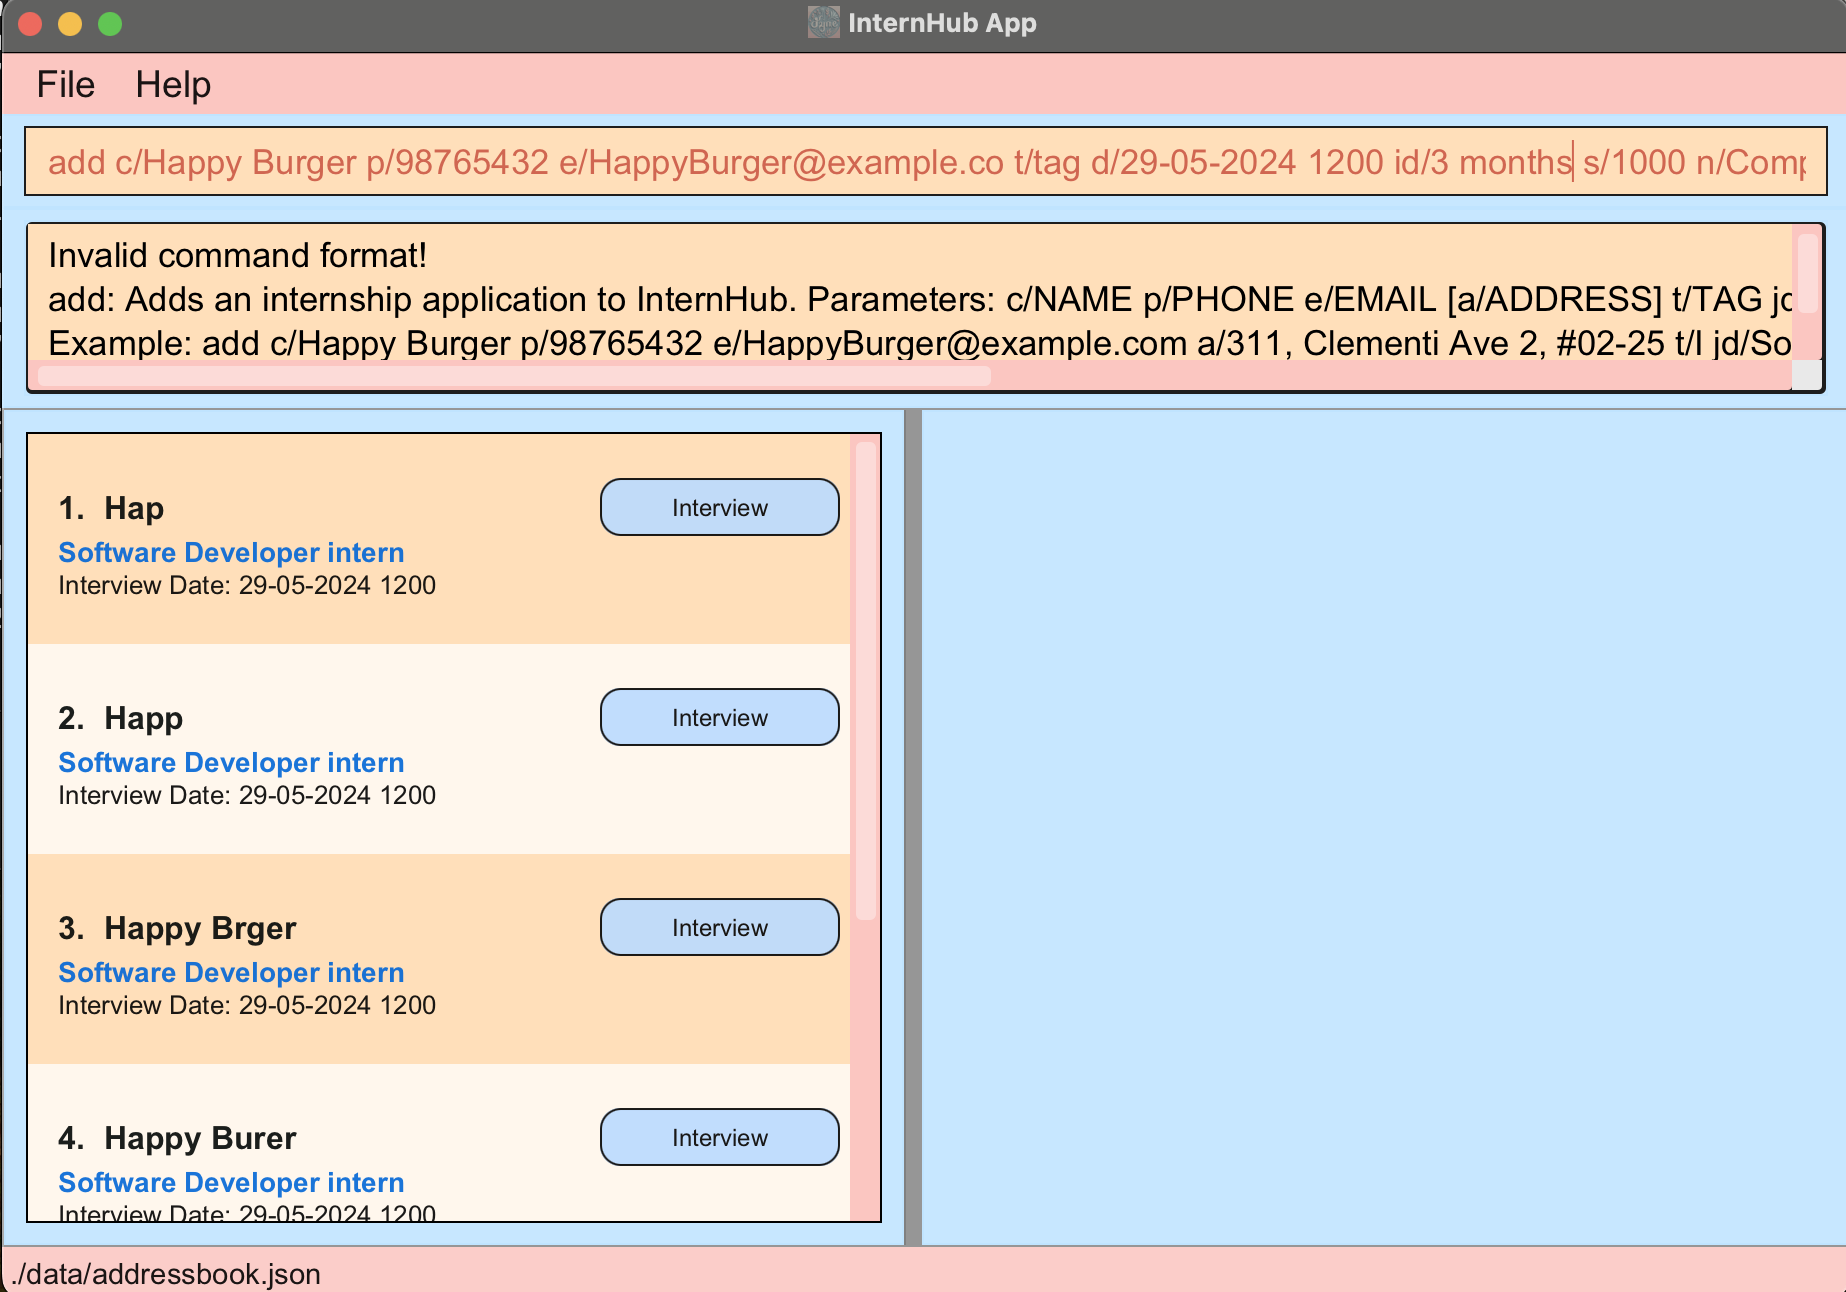 InternHub App
File Help
add c/Happy Burger p/98765432 e/HappyBurger@example.co t/tag d/29-05-2024 1200 id/3 months s/1000 n/Comp
Invalid command format!
add: Adds an internship application to InternHub. Parameters: c/NAME p/PHONE e/EMAIL [a/ADDRESS] t/TAG jd
Example: add c/Happy Burger p/98765432 e/HappyBurger@example.com a/311, Clementi Ave 2, #02-25 t/I jd/So
1. Hap
Interview
Software Developer intern
Interview Date: 29-05-2024 1200
2. Happ
Interview
Software Developer intern
Interview Date: 29-05-2024 1200
3. Happy Brger
Interview
Software Developer intern
Interview Date: 29-05-2024 1200
4. Happy Burer
Interview
Software Developer intern
Interview Date: 29-05-2024 1200
./data/addressbook.json